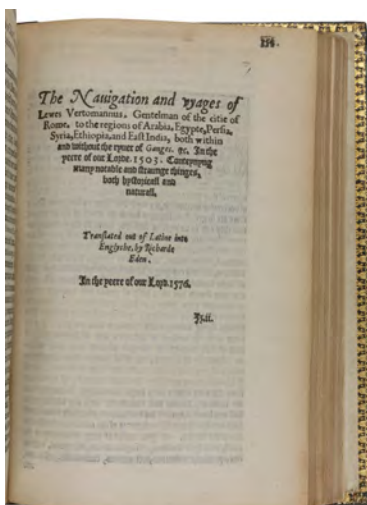 354.
The Nauigation and vyages of
Lewes Vertomannus, Gentelman of the citie of
Rome, to the regions of Arabia, Egypte, Persia,
Syria, Ethiopia, and East India, both within
and without the ryuer of Ganges. &c. In the
yeere of our Lorde. 1503. Conteynyng
many notable and straunge thinges,
both hystoricall and
naturall.
Translated out of Latine into
Englyshe, by Richarde
Eden.
In the yeere of our Lord. 1576.